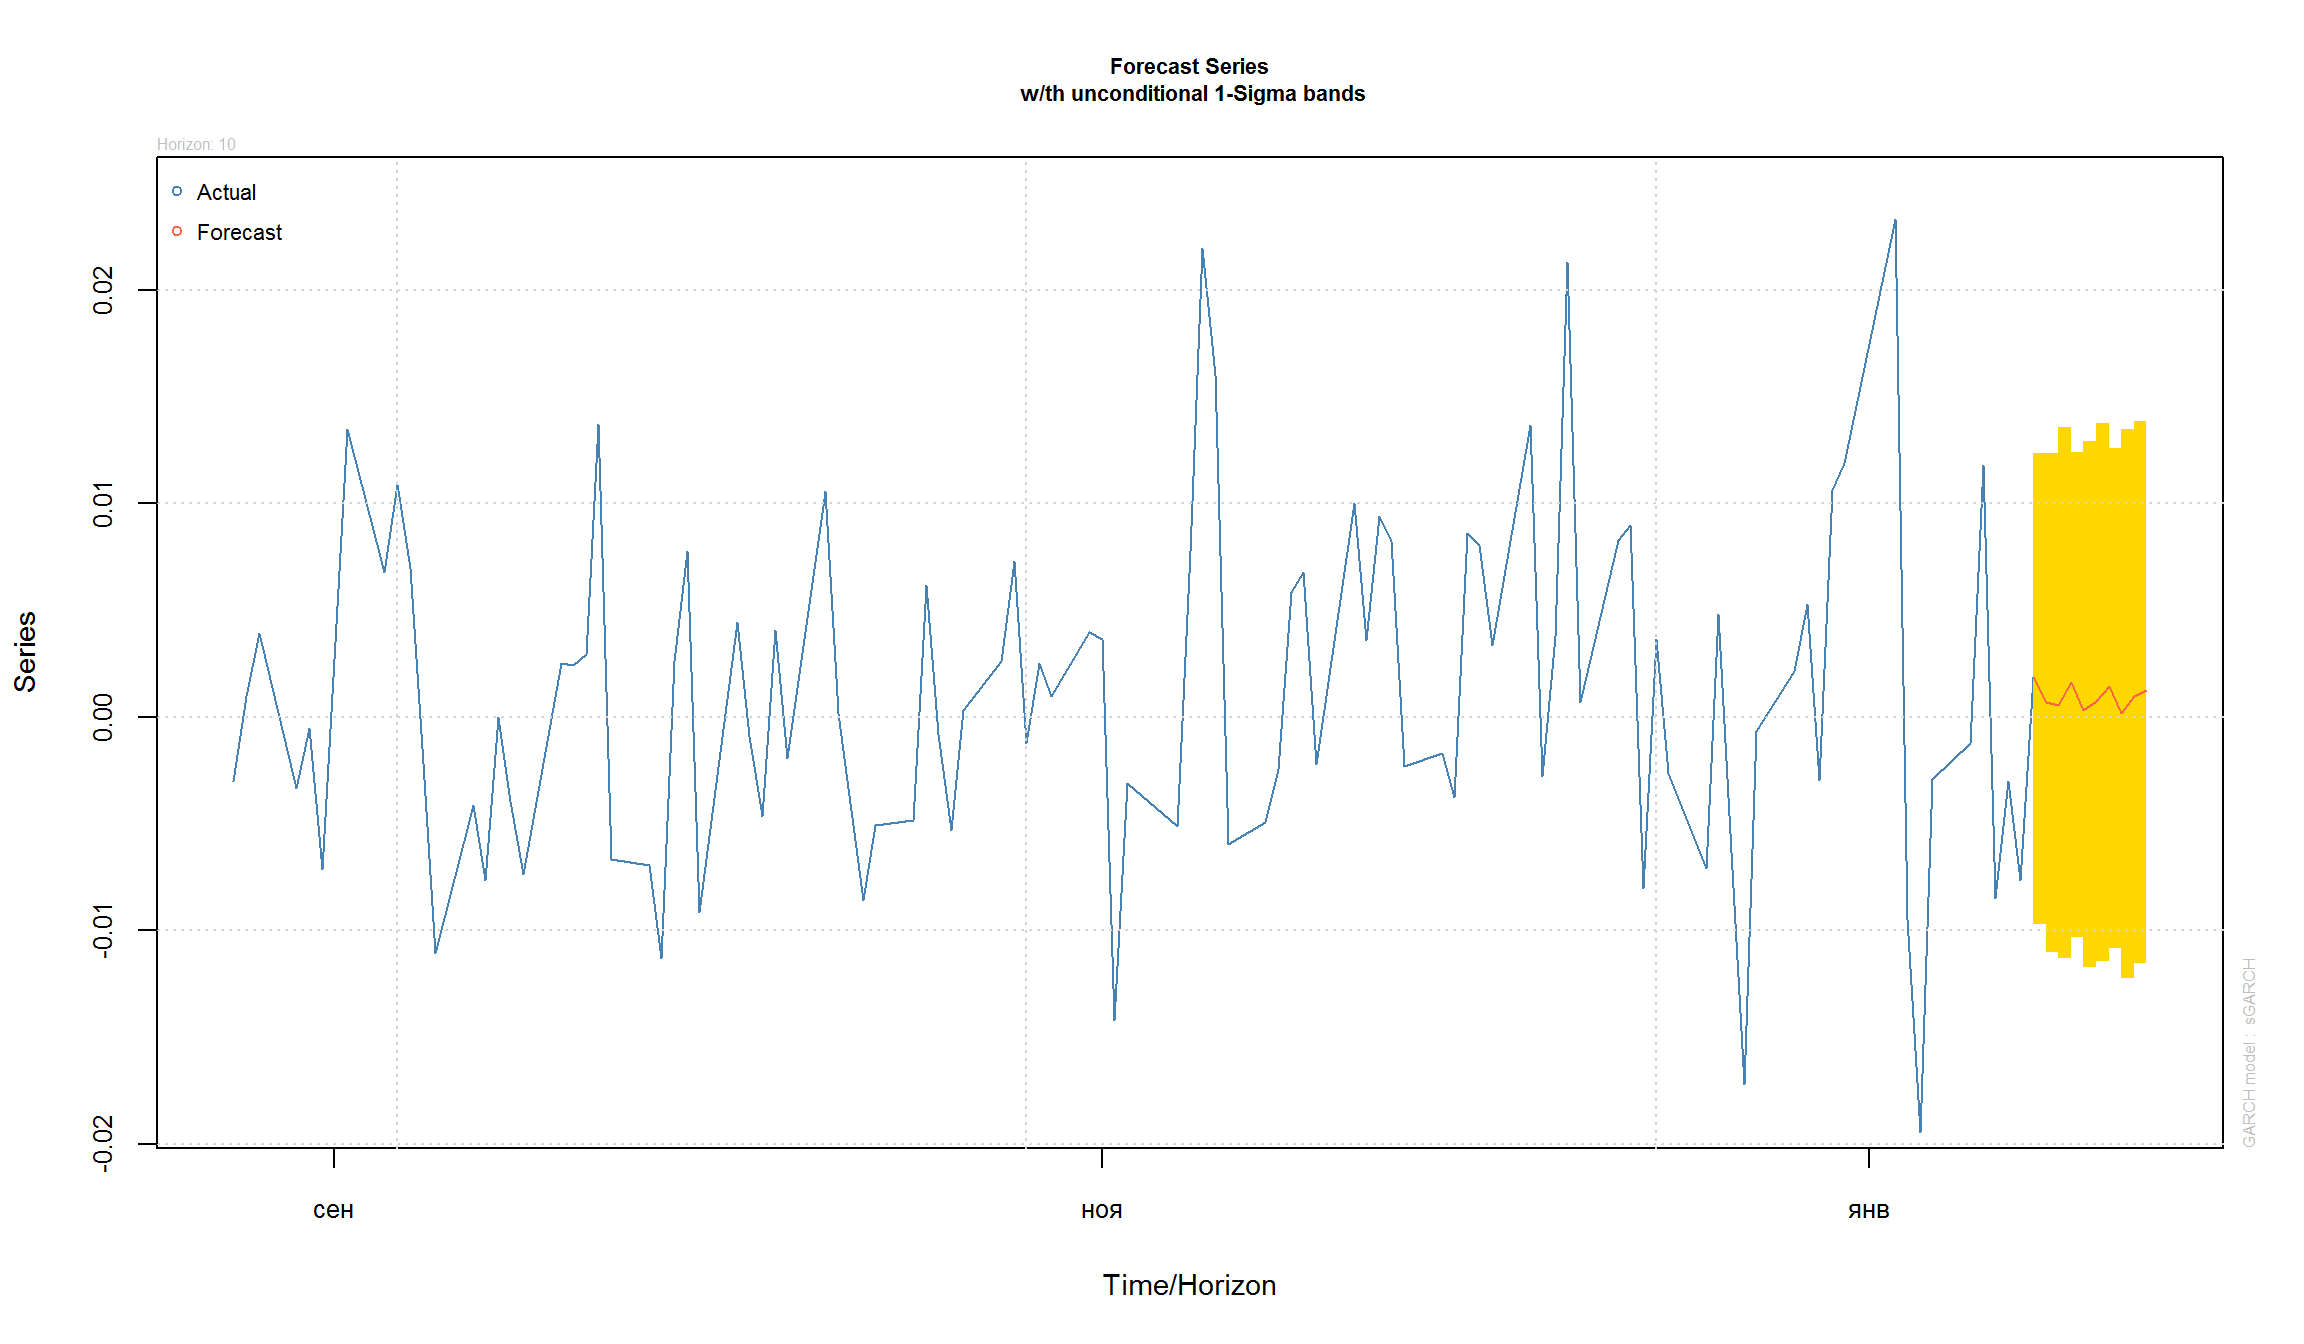 Forecast Series
w/th unconditional 1-Sigma bands
Horizon: 10
Actual
Forecast
0.02
0.01
0.00
-0.01
-0.02
Series
GARCH model : sGARCH
сен
ноя
янв
Time/Horizon